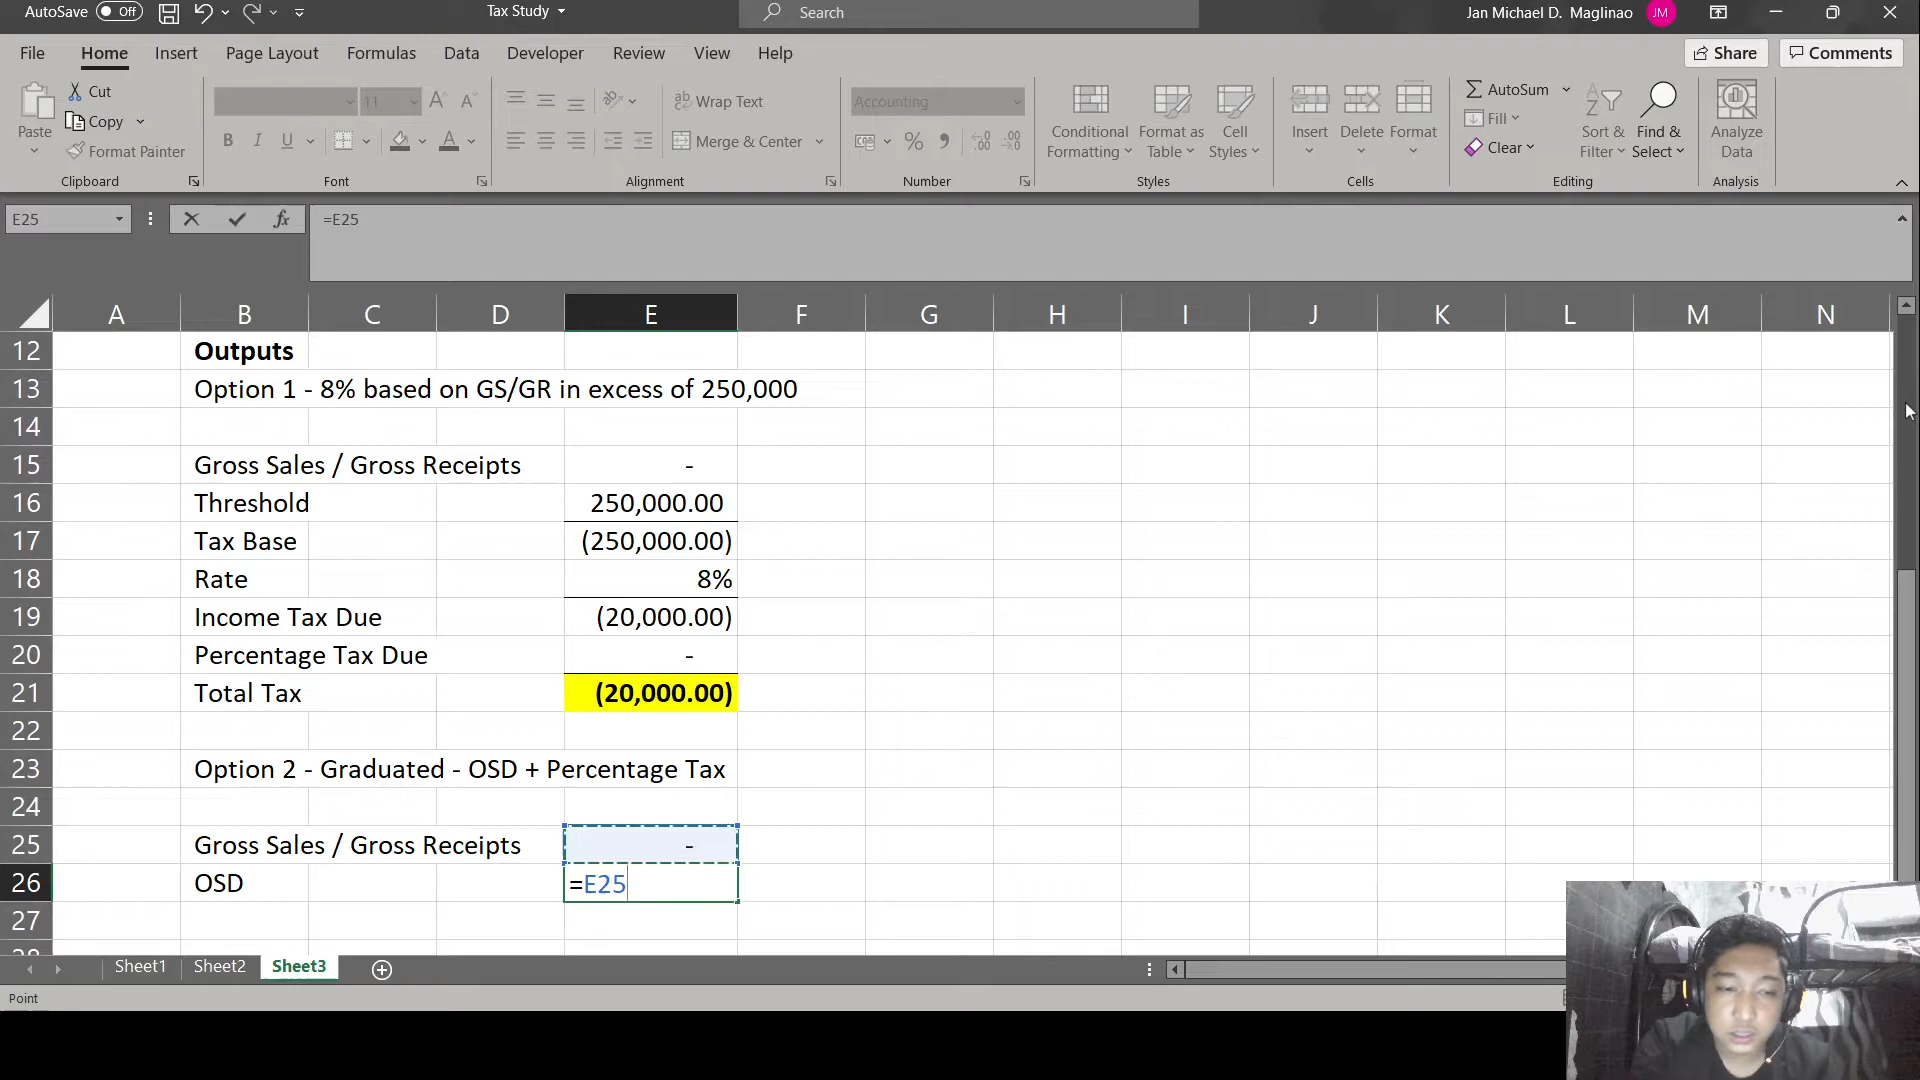 AutoSave Off Tax Study Search Jan Michael D. Maglinao JM
File Home Insert Page Layout Formulas Data Developer Review View Help Share Comments
Paste Cut Copy Format Painter Clipboard
11 B I U Font
Wrap Text Merge & Center Alignment
Accounting % Number
Conditional Formatting Format as Table Cell Styles Styles
Insert Delete Format Cells
AutoSum Fill Clear Sort & Filter Find & Select Editing
Analyze Data Analysis
E25 fx =E25
A B C D E F G H I J K L M N
12 Outputs
13 Option 1 - 8% based on GS/GR in excess of 250,000
14
15 Gross Sales / Gross Receipts -
16 Threshold 250,000.00
17 Tax Base (250,000.00)
18 Rate 8%
19 Income Tax Due (20,000.00)
20 Percentage Tax Due -
21 Total Tax (20,000.00)
22
23 Option 2 - Graduated - OSD + Percentage Tax
24
25 Gross Sales / Gross Receipts -
26 OSD =E25
27
28
Sheet1 Sheet2 Sheet3
Point